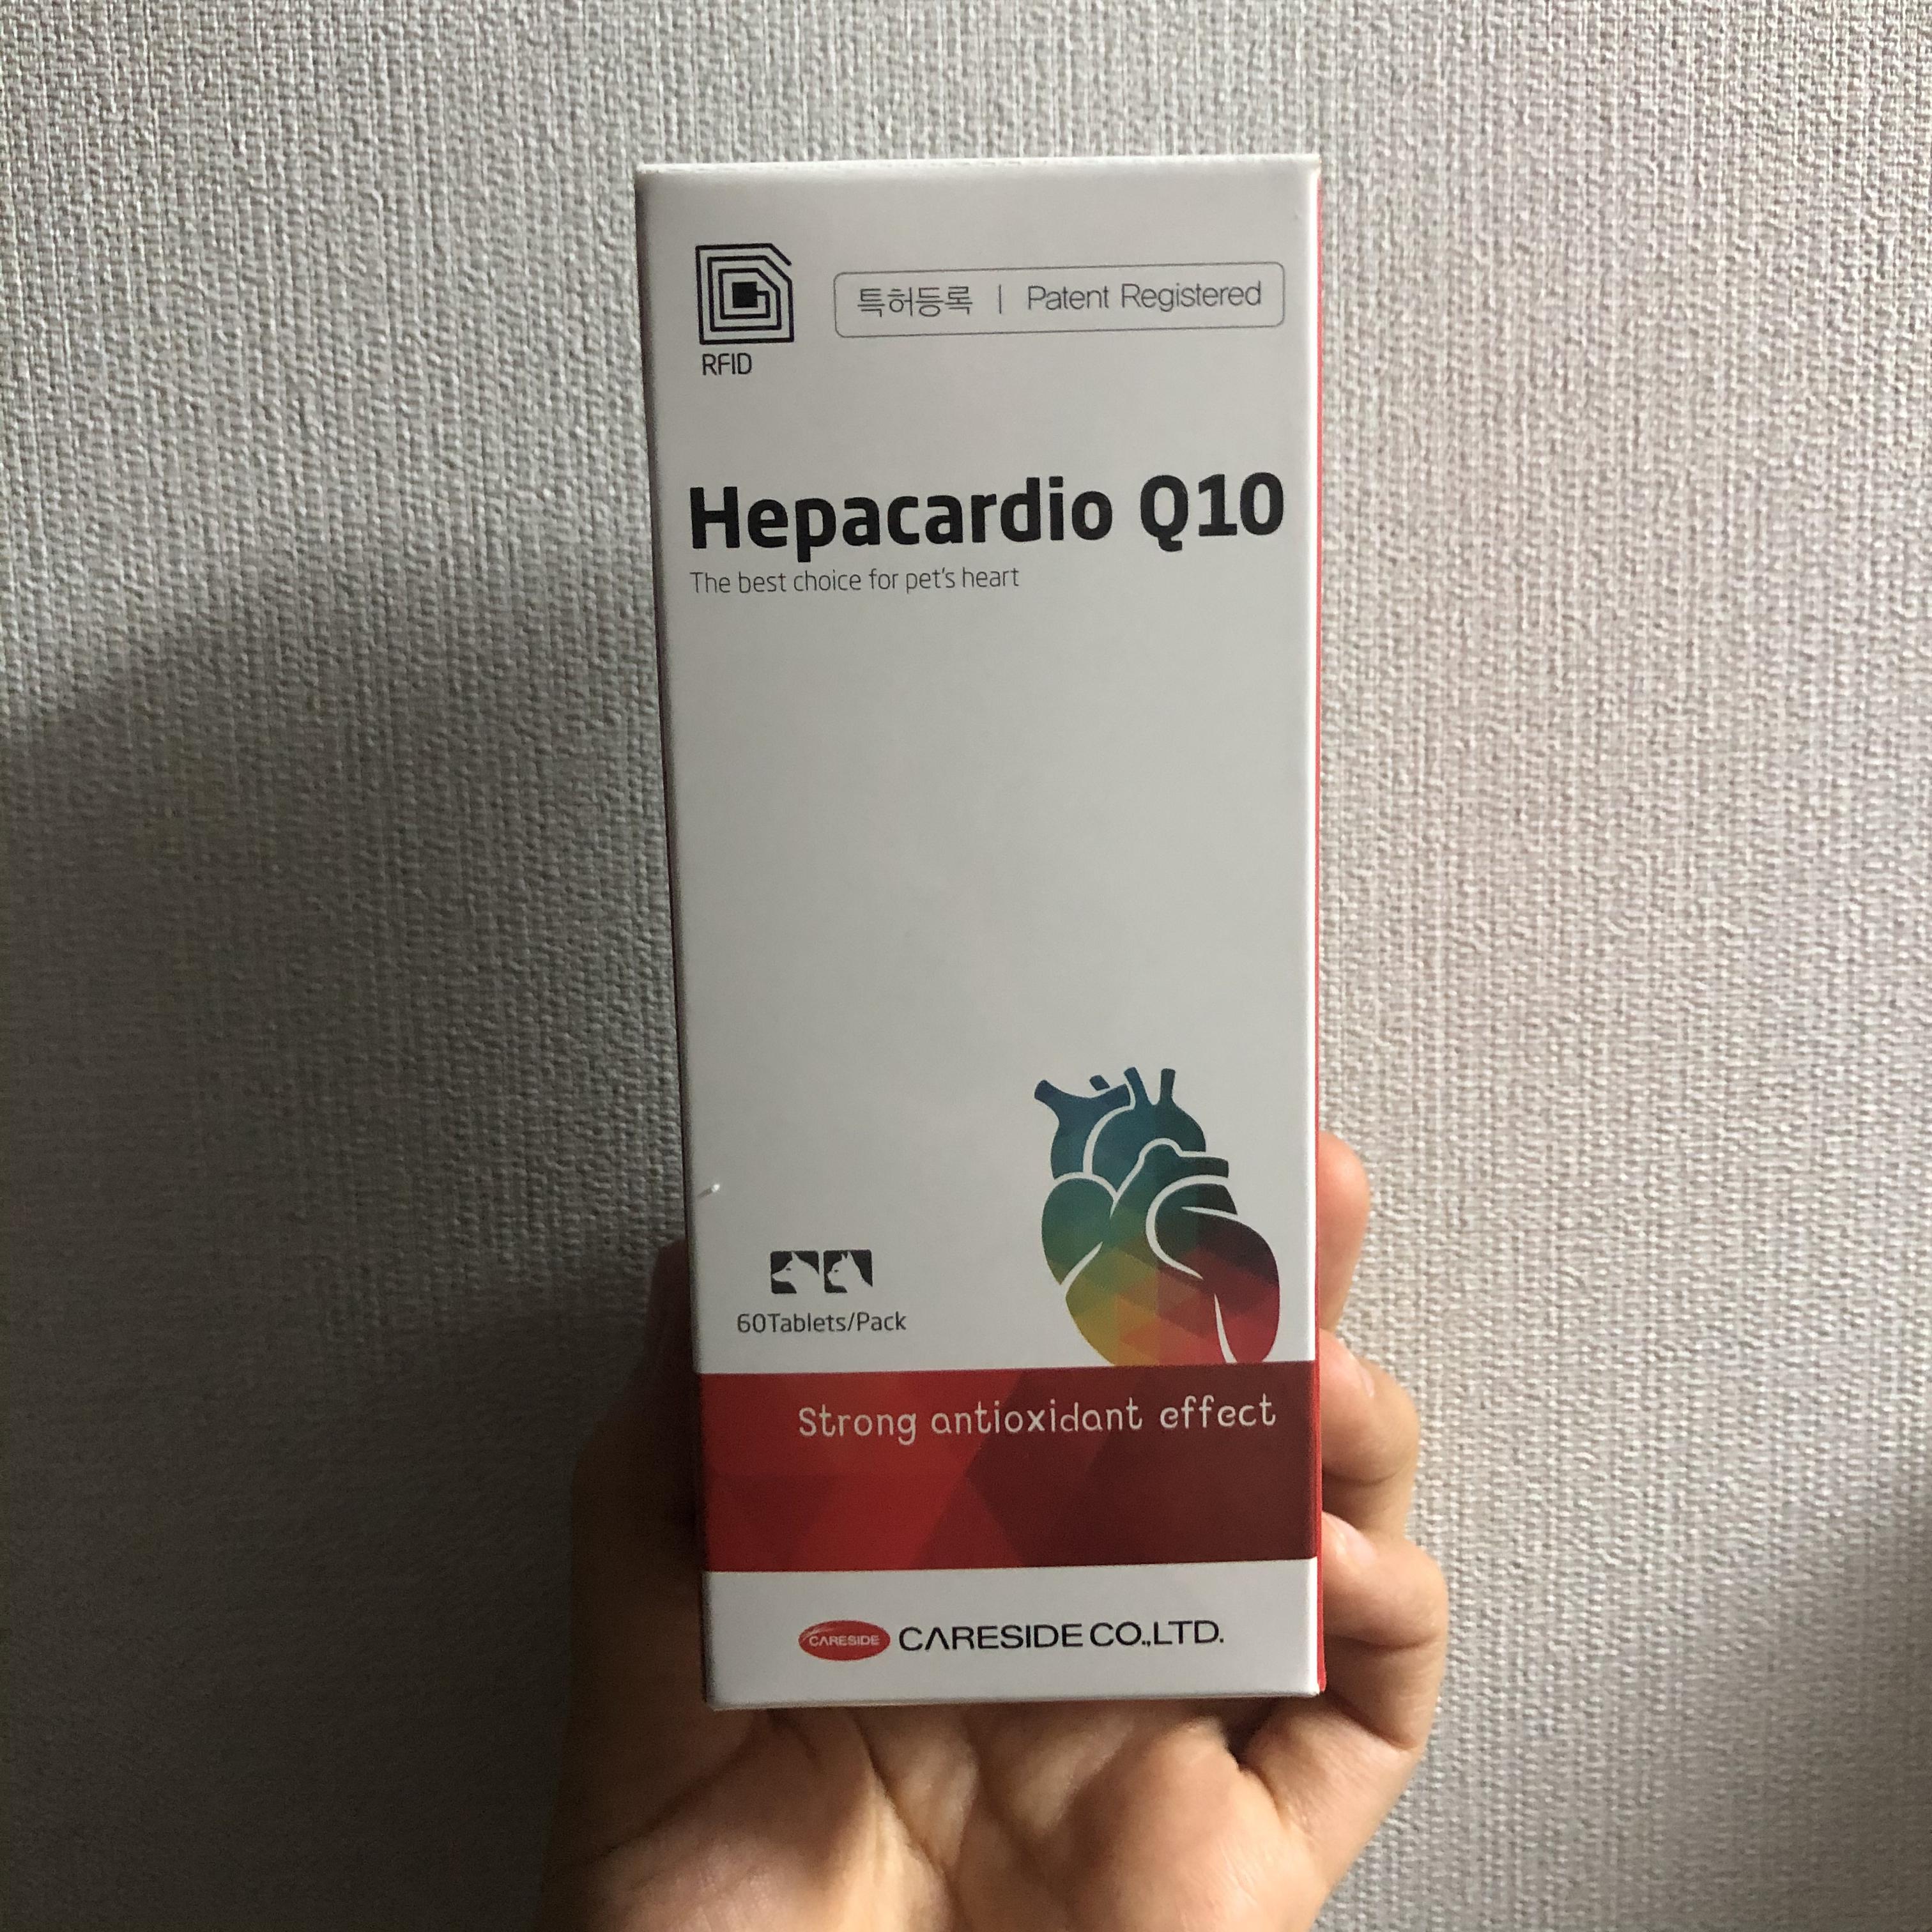 특허등록 | Patent Registered
RFID
Hepacardio Q10
The best choice for pet's heart
60Tablets/Pack
Strong antioxidant effect
CARESIDE CARESIDE CO.,LTD.